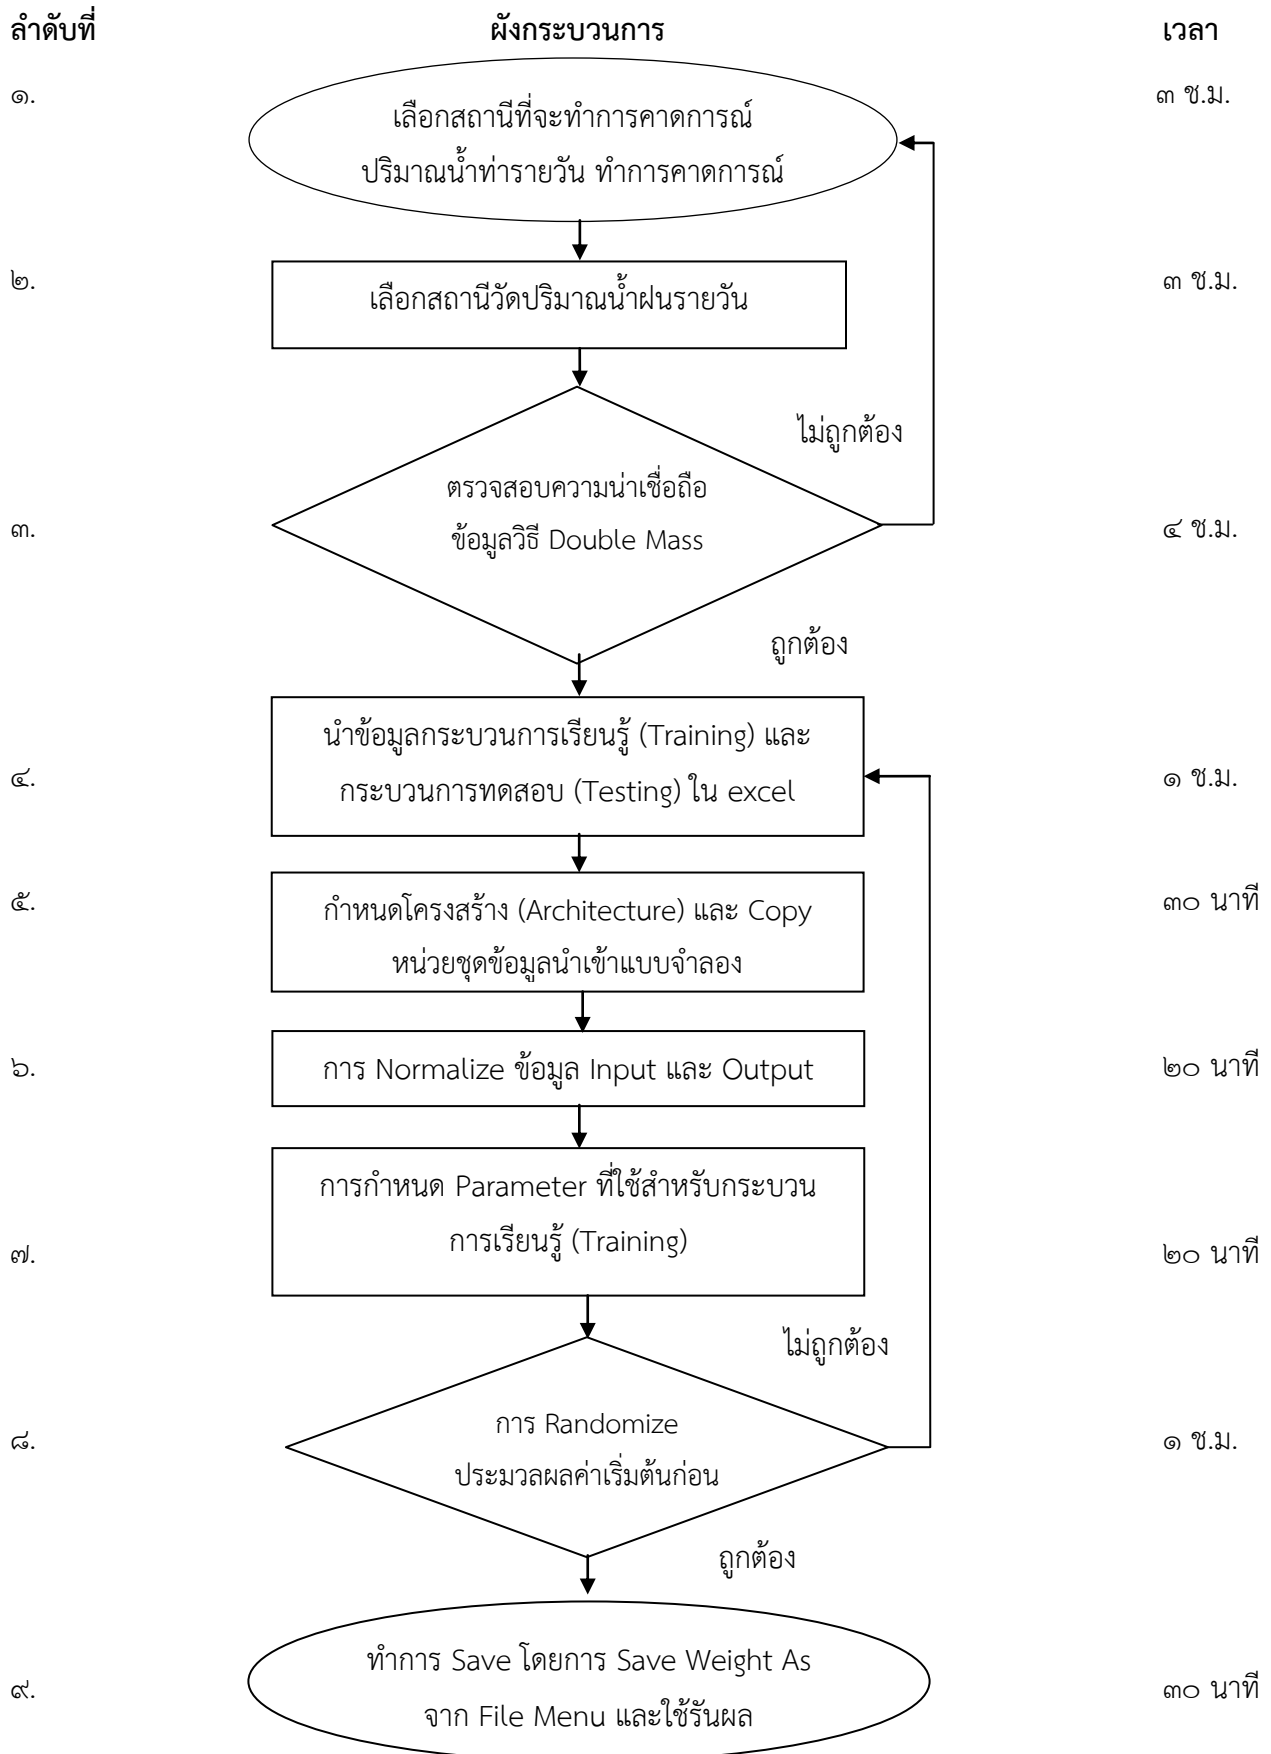 ลำดับที่ ผังกระบวนการ เวลา
๑. ๓ ช.ม.
เลือกสถานีที่จะทำการคาดการณ์
ปริมาณน้ำท่ารายวัน ทำการคาดการณ์
๒. ๓ ช.ม.
เลือกสถานีวัดปริมาณน้ำฝนรายวัน
ไม่ถูกต้อง
ตรวจสอบความน่าเชื่อถือ
ข้อมูลวิธี Double Mass
๓. ๔ ช.ม.
ถูกต้อง
นำข้อมูลกระบวนการเรียนรู้ (Training) และ
กระบวนการทดสอบ (Testing) ใน excel
๔. ๑ ช.ม.
๕. ๓๐ นาที
กำหนดโครงสร้าง (Architecture) และ Copy
หน่วยชุดข้อมูลนำเข้าแบบจำลอง
๖. การ Normalize ข้อมูล Input และ Output ๒๐ นาที
การกำหนด Parameter ที่ใช้สำหรับกระบวน
การเรียนรู้ (Training)
๗. ๒๐ นาที
ไม่ถูกต้อง
การ Randomize
๘. ๑ ช.ม.
ประมวลผลค่าเริ่มต้นก่อน
ถูกต้อง
ทำการ Save โดยการ Save Weight As
๙. ๓๐ นาที
จาก File Menu และใช้รันผล